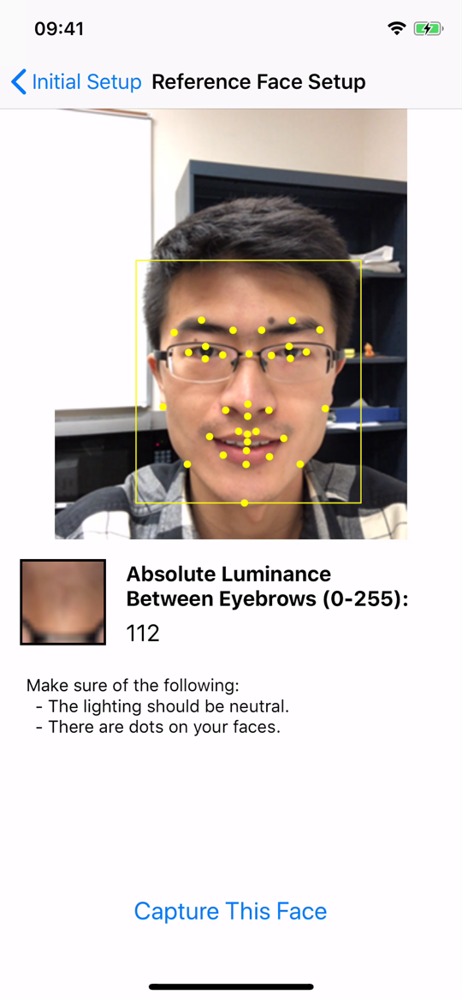 09:41
Initial Setup Reference Face Setup
Absolute Luminance
Between Eyebrows (0-255):
112
Make sure of the following:
- The lighting should be neutral.
- There are dots on your faces.
Capture This Face